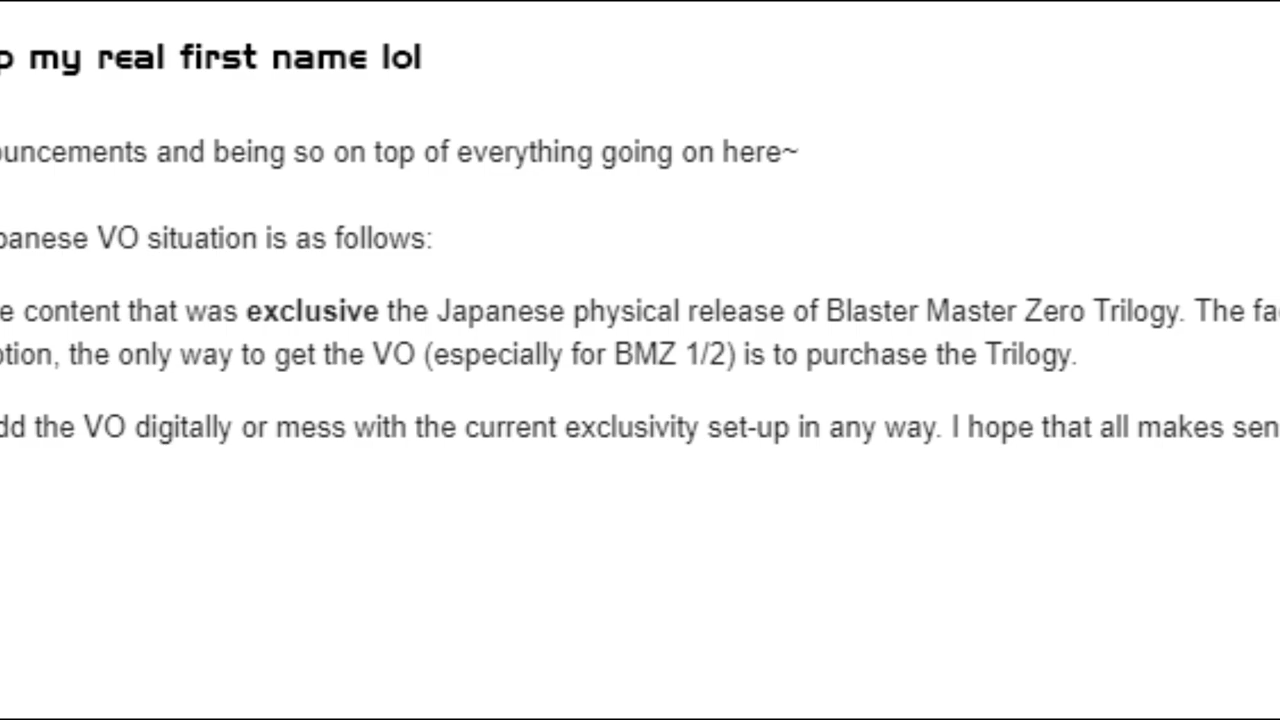 my real first name lol
ouncements and being so on top of everything going on here~
panese VO situation is as follows:
e content that was exclusive the Japanese physical release of Blaster Master Zero Trilogy. The fa
ption, the only way to get the VO (especially for BMZ 1/2) is to purchase the Trilogy.
dd the VO digitally or mess with the current exclusivity set-up in any way. I hope that all makes sen